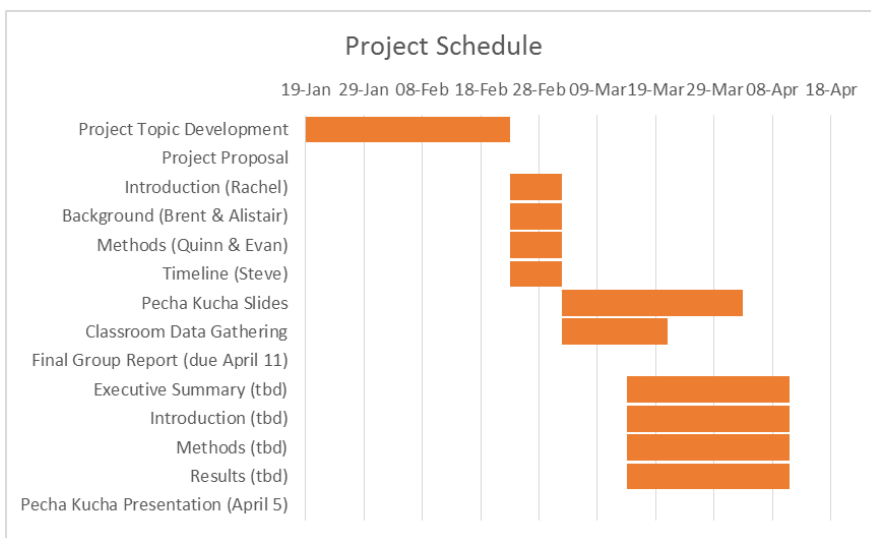 Project Schedule
19-Jan 29-Jan 08-Feb 18-Feb 28-Feb 09-Mar 19-Mar 29-Mar 08-Apr 18-Apr
Project Topic Development
Project Proposal
Introduction (Rachel)
Background (Brent & Alistair)
Methods (Quinn & Evan)
Timeline (Steve)
Pecha Kucha Slides
Classroom Data Gathering
Final Group Report (due April 11)
Executive Summary (tbd)
Introduction (tbd)
Methods (tbd)
Results (tbd)
Pecha Kucha Presentation (April 5)